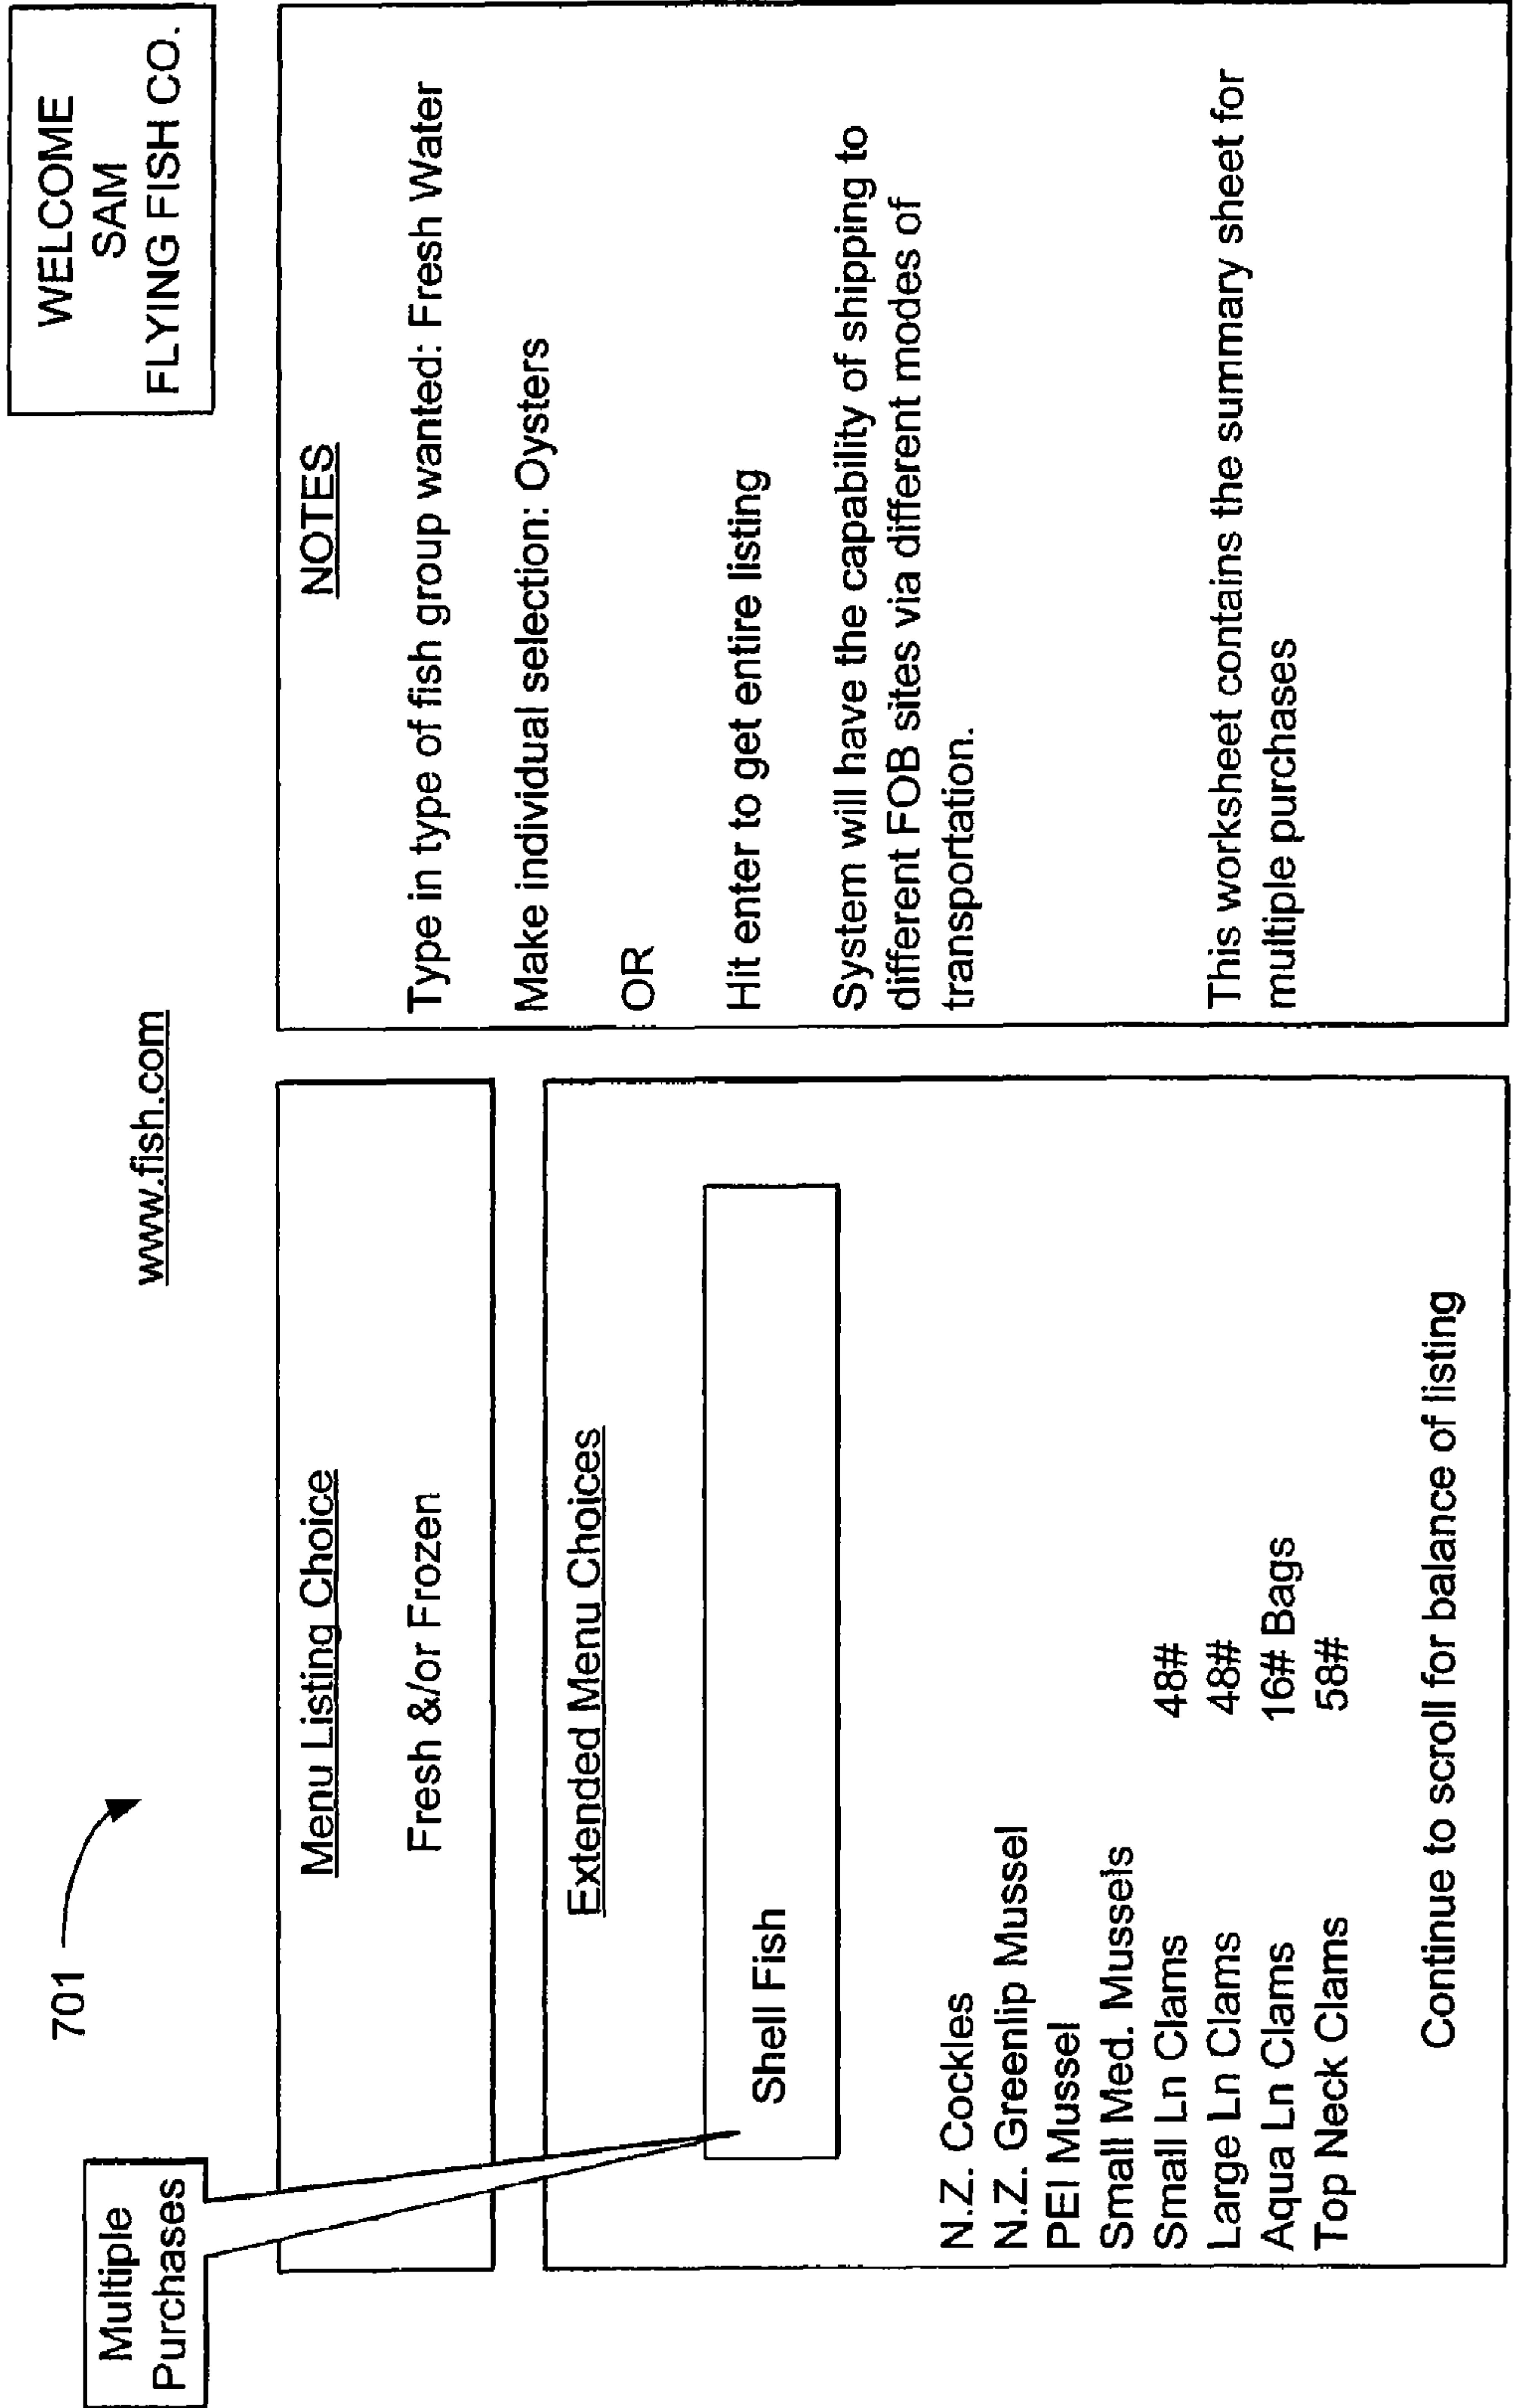 701
www.fish.com
WELCOME
SAM
FLYING FISH CO.
Multiple
Purchases
Menu Listing Choice
Fresh &/or Frozen
Extended Menu Choices
Shell Fish
N.Z. Cockles
N.Z. Greenlip Mussel
PEI Mussel
Small Med. Mussels
Small Ln Clams 48#
Large Ln Clams 48#
Aqua Ln Clams 16# Bags
Top Neck Clams 58#
Continue to scroll for balance of listing
NOTES
Type in type of fish group wanted: Fresh Water
Make individual selection: Oysters
OR
Hit enter to get entire listing
System will have the capability of shipping to
different FOB sites via different modes of
transportation.
This worksheet contains the summary sheet for
multiple purchases